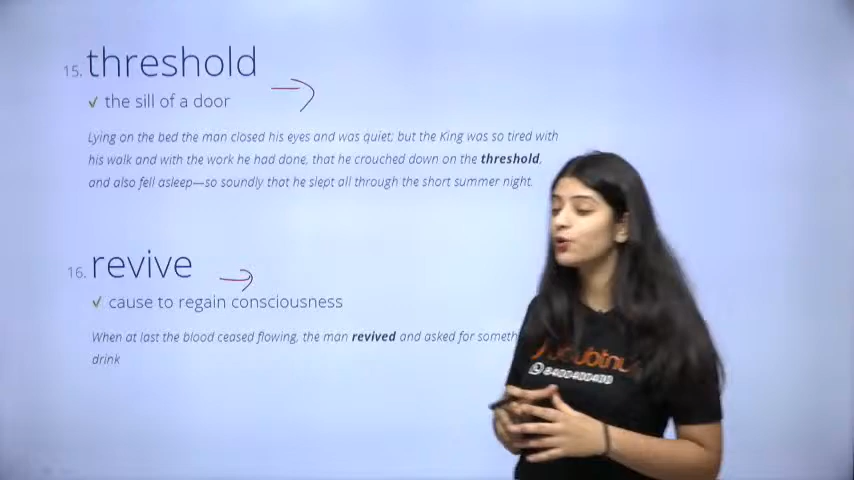 15. threshold
✓ the sill of a door
Lying on the bed the man closed his eyes and was quiet; but the King was so tired with
his walk and with the work he had done, that he crouched down on the threshold,
and also fell asleep—so soundly that he slept all through the short summer night.
16. revive
✓ cause to regain consciousness
When at last the blood ceased flowing, the man revived and asked for someth
drink
doubtnu
8400400400